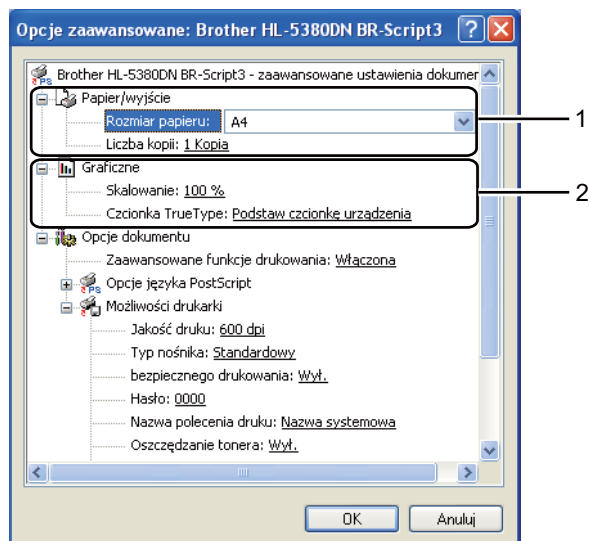 Opcje zaawansowane: Brother HL-5380DN BR-Script3
Brother HL-5380DN BR-Script3 - zaawansowane ustawienia dokumer
Papier/wyjście
Rozmiar papieru: A4
1
Liczba kopii: 1 Kopia
Graficzne
Skalowanie: 100 %
2
Czcionka TrueType: Podstaw czcionkę urządzenia
Opcje dokumentu
Zaawansowane funkcje drukowania: Włączona
Opcje języka PostScript
Możliwości drukarki
Jakość druku: 600 dpi
Typ nośnika: Standardowy
bezpiecznego drukowania: Wył.
Hasło: 0000
Nazwa polecenia druku: Nazwa systemowa
Oszczędzanie tonera: Wył.
OK
Anuluj